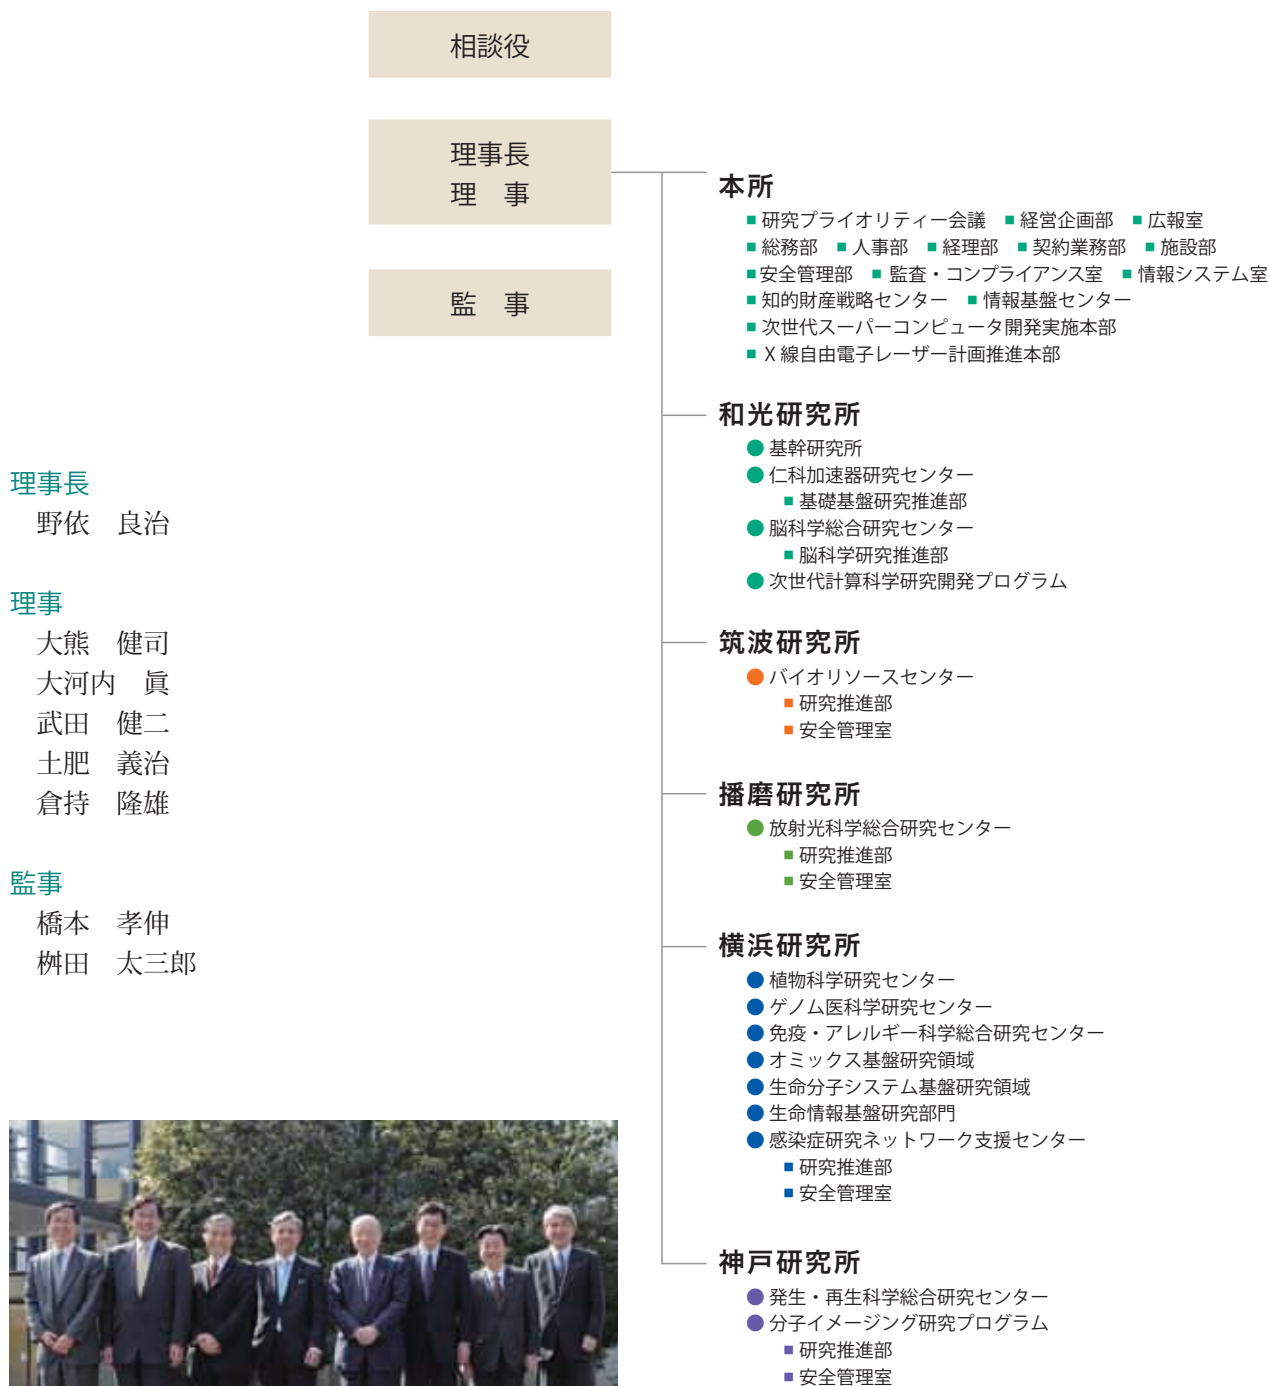 相談役
理事長
理　事
監　事
理事長
野依　良治
理事
大熊　健司
大河内　眞
武田　健二
土肥　義治
倉持　隆雄
監事
橋本　孝伸
桝田　太三郎
本所
■ 研究プライオリティー会議　■ 経営企画部　■ 広報室
■ 総務部　■ 人事部　■ 経理部　■ 契約業務部　■ 施設部
■ 安全管理部　■ 監査・コンプライアンス室　■ 情報システム室
■ 知的財産戦略センター　■ 情報基盤センター
■ 次世代スーパーコンピュータ開発実施本部
■ X線自由電子レーザー計画推進本部
和光研究所
● 基幹研究所
● 仁科加速器研究センター
■ 基礎基盤研究推進部
● 脳科学総合研究センター
■ 脳科学研究推進部
● 次世代計算科学研究開発プログラム
筑波研究所
● バイオリソースセンター
■ 研究推進部
■ 安全管理室
播磨研究所
● 放射光科学総合研究センター
■ 研究推進部
■ 安全管理室
横浜研究所
● 植物科学研究センター
● ゲノム医科学研究センター
● 免疫・アレルギー科学総合研究センター
● オミックス基盤研究領域
● 生命分子システム基盤研究領域
● 生命情報基盤研究部門
● 感染症研究ネットワーク支援センター
■ 研究推進部
■ 安全管理室
神戸研究所
● 発生・再生科学総合研究センター
● 分子イメージング研究プログラム
■ 研究推進部
■ 安全管理室